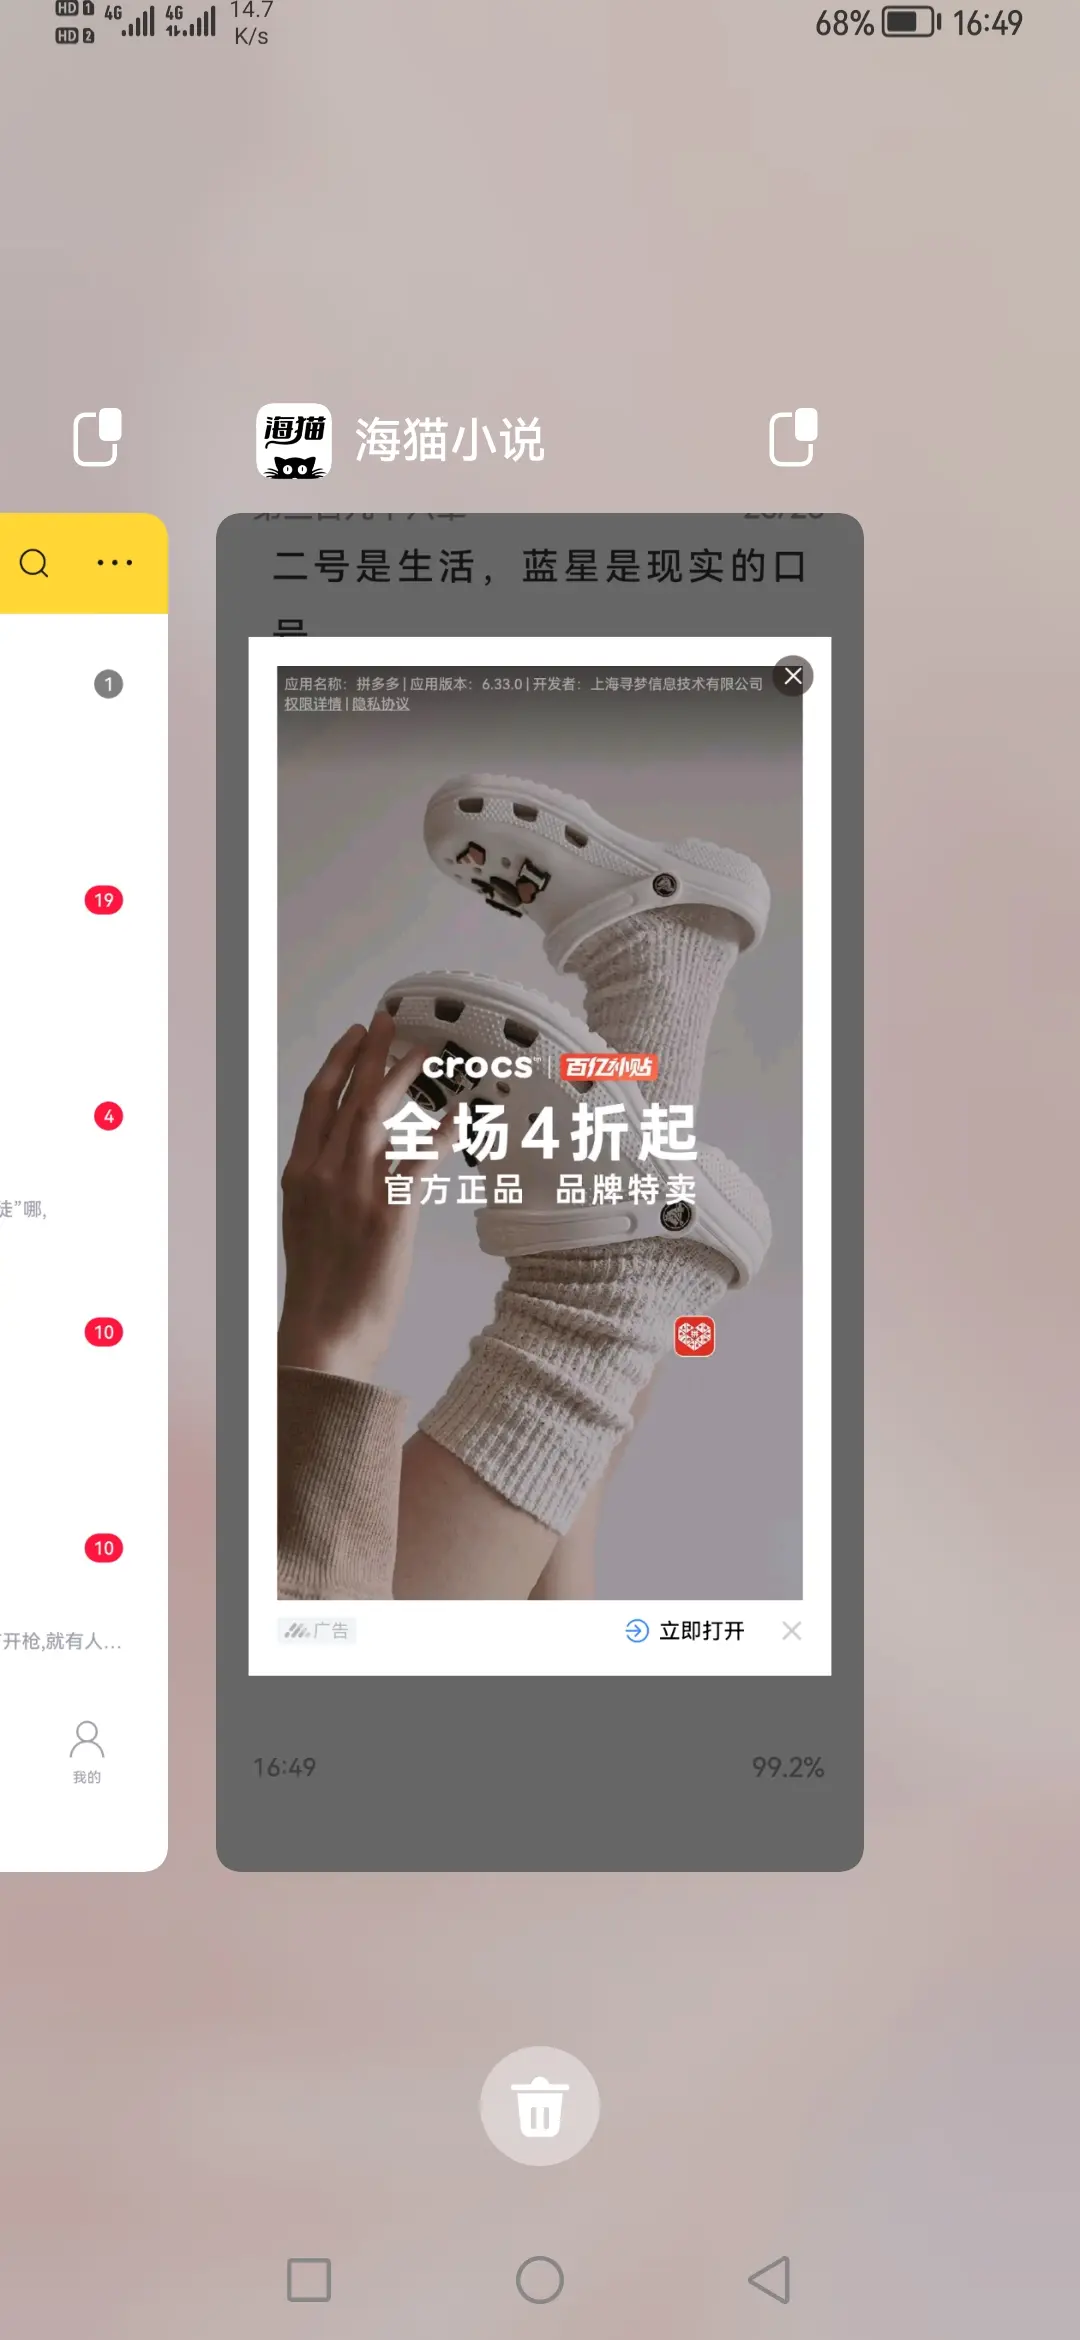 HD 1 4G 4G 14.7
HD 2 K/s
68% 16:49
海猫
海猫小说
1
19
4
徒”哪,
10
10
开枪,就有人...
我的
二号是生活，蓝星是现实的口
号
应用名称：拼多多 | 应用版本：6.33.0 | 开发者：上海寻梦信息技术有限公司
权限详情 | 隐私协议
crocs™ | 百亿补贴
全场4折起
官方正品 品牌特卖
拼
广告
立即打开
16:49
99.2%